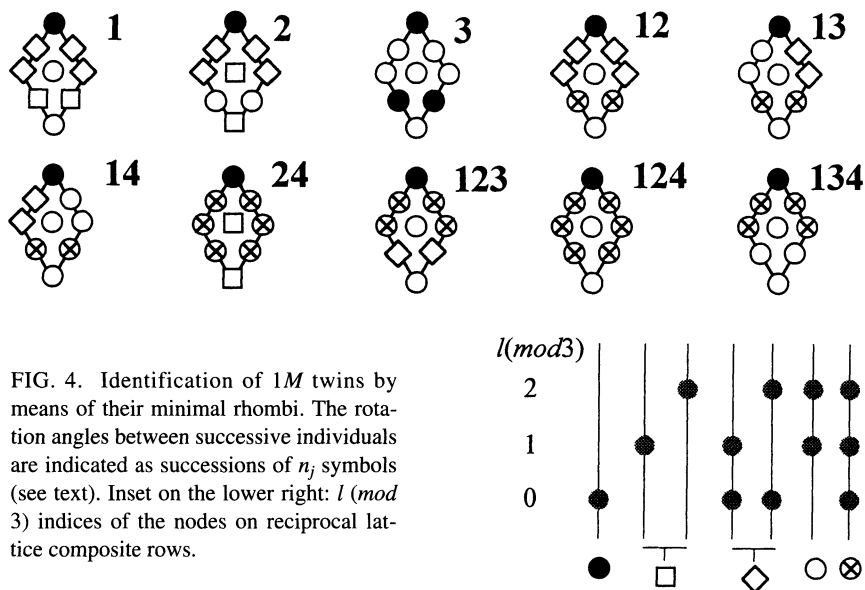 1
2
3
12
13
14
24
123
124
134
FIG. 4. Identification of 1M twins by
means of their minimal rhombi. The rota-
tion angles between successive individuals
are indicated as successions of nj symbols
(see text). Inset on the lower right: l (mod
3) indices of the nodes on reciprocal lat-
tice composite rows.
l(mod3)
2
1
0